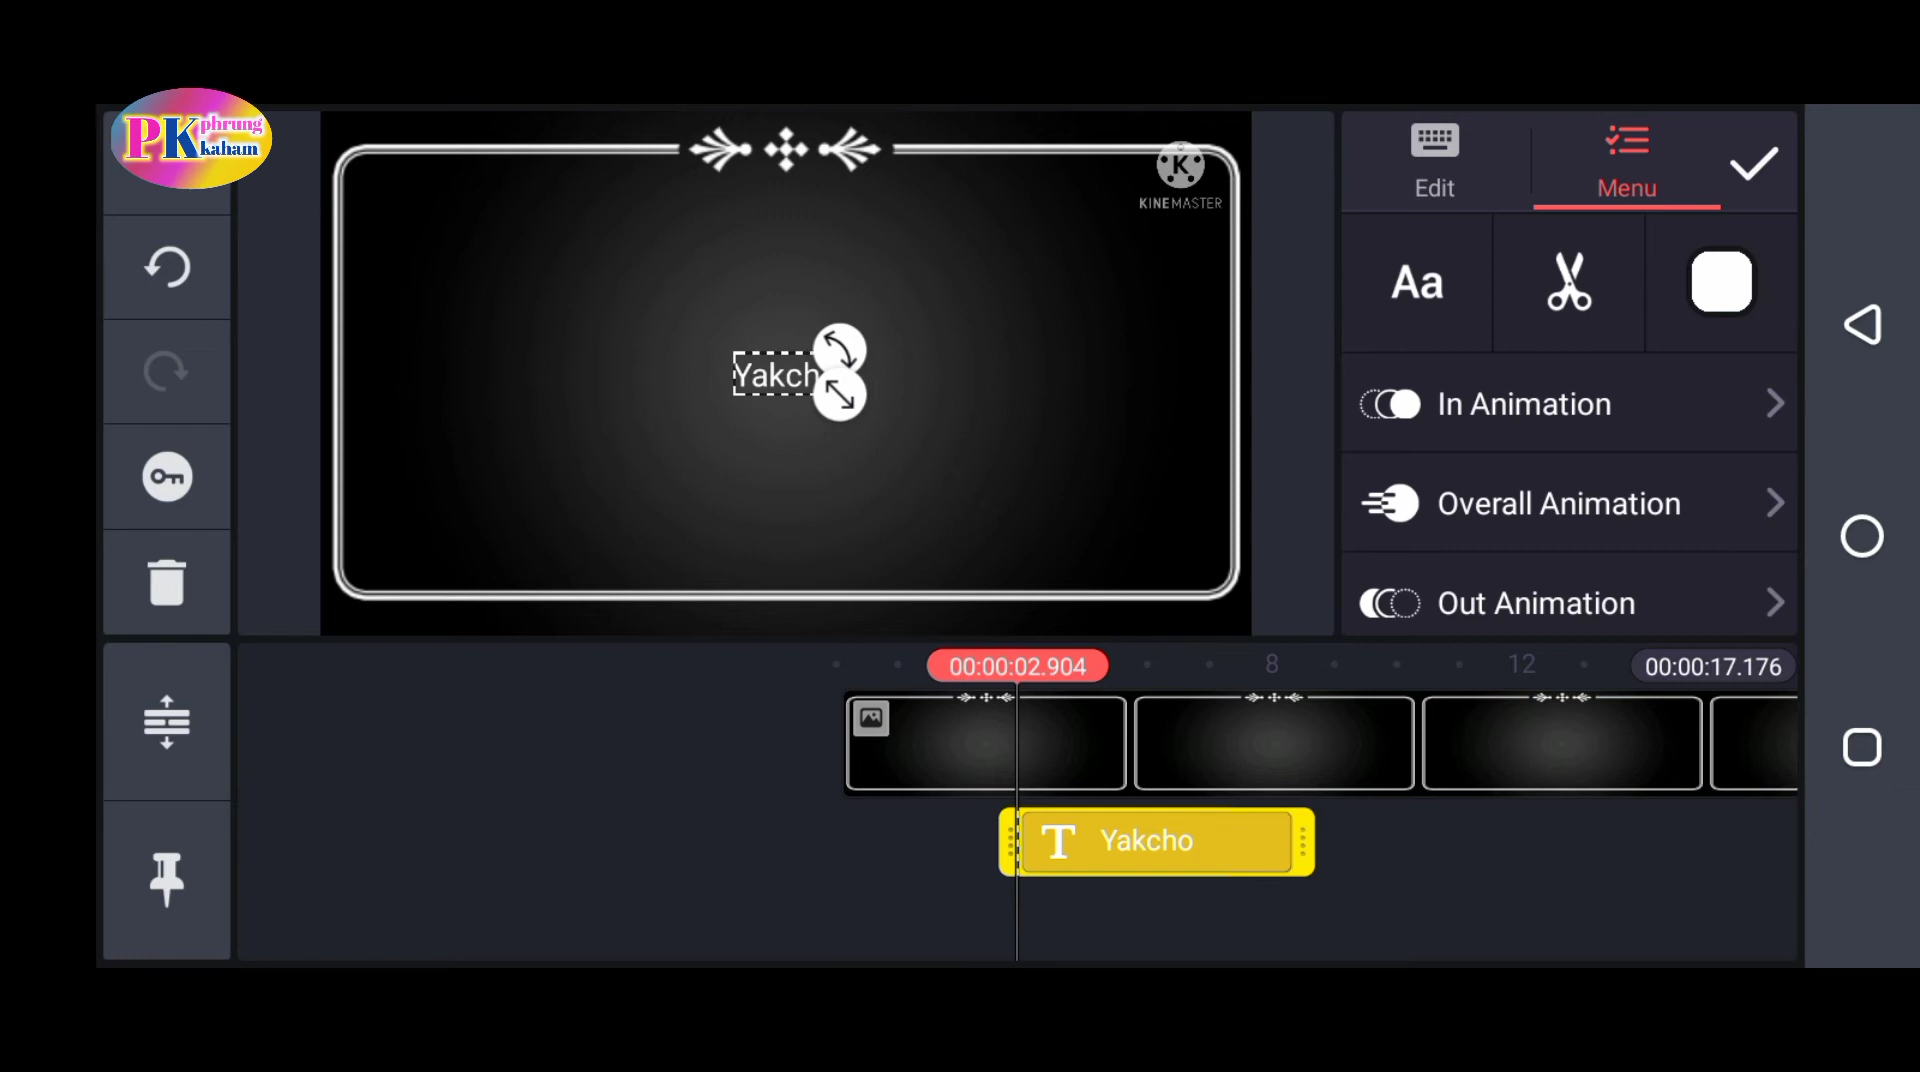 PK phrung
kaham
K
KINEMASTER
Edit
Menu
Aa
Yakch
In Animation
Overall Animation
Out Animation
00:00:02.904
8
12
00:00:17.176
T Yakcho